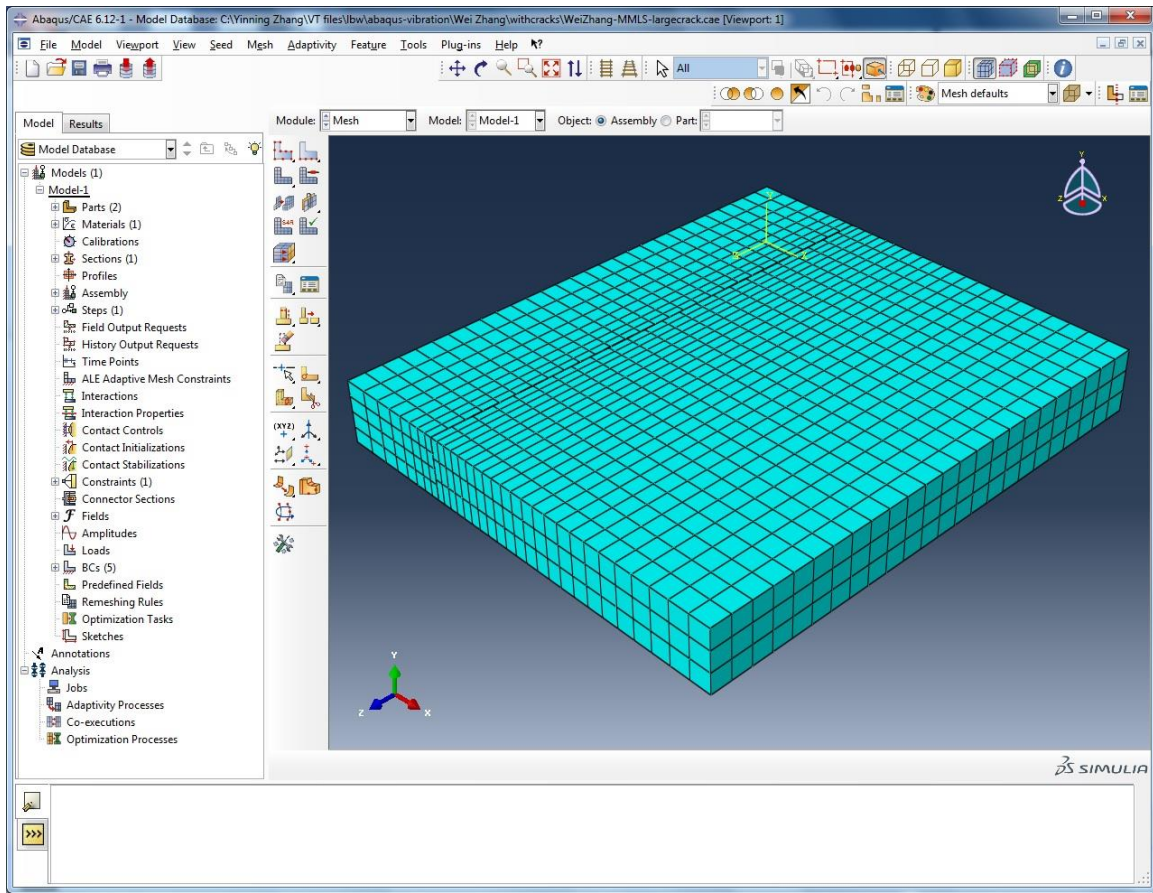 Abaqus/CAE 6.12-1 - Model Database: C:\Yinning Zhang\VT files\lbw\abaqus-vibration\Wei Zhang\withcracks\WeiZhang-MMLS-largecrack.cae [Viewport: 1]
File Model Viewport View Seed Mesh Adaptivity Feature Tools Plug-ins Help
All
Mesh defaults
Model Results
Module: Mesh Model: Model-1 Object: Assembly Part:
Model Database
Models (1)
Model-1
Parts (2)
Materials (1)
Calibrations
Sections (1)
Profiles
Assembly
Steps (1)
Field Output Requests
History Output Requests
Time Points
ALE Adaptive Mesh Constraints
Interactions
Interaction Properties
Contact Controls
Contact Initializations
Contact Stabilizations
Constraints (1)
Connector Sections
Fields
Amplitudes
Loads
BCs (5)
Predefined Fields
Remeshing Rules
Optimization Tasks
Sketches
Annotations
Analysis
Jobs
Adaptivity Processes
Co-executions
Optimization Processes
(XYZ)
Y
Z X
Y
Z X
SIMULIA
>>>